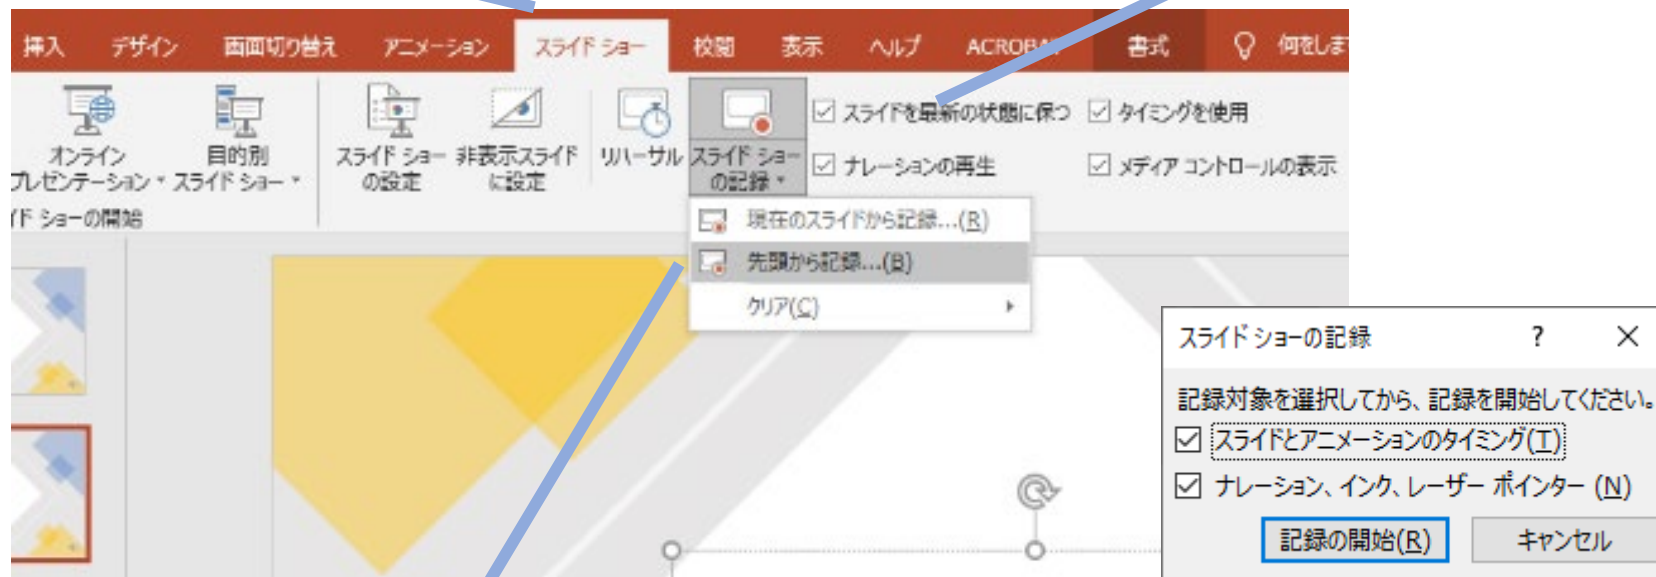 挿入 デザイン 画面切り替え アニメーション スライド ショー 校閲 表示 ヘルプ ACROBAT 書式 何をしま
オンライン
プレゼンテーション
目的別
スライド ショー
スライド ショー
の設定
非表示スライド
に設定
リハーサル
スライド ショー
の記録
スライドを最新の状態に保つ
タイミングを使用
ナレーションの再生
メディア コントロールの表示
イド ショーの開始
現在のスライドから記録...(R)
先頭から記録...(B)
クリア(C)
スライド ショーの記録 ? ×
記録対象を選択してから、記録を開始してください。
スライドとアニメーションのタイミング(T)
ナレーション、インク、レーザー ポインター (N)
記録の開始(R) キャンセル